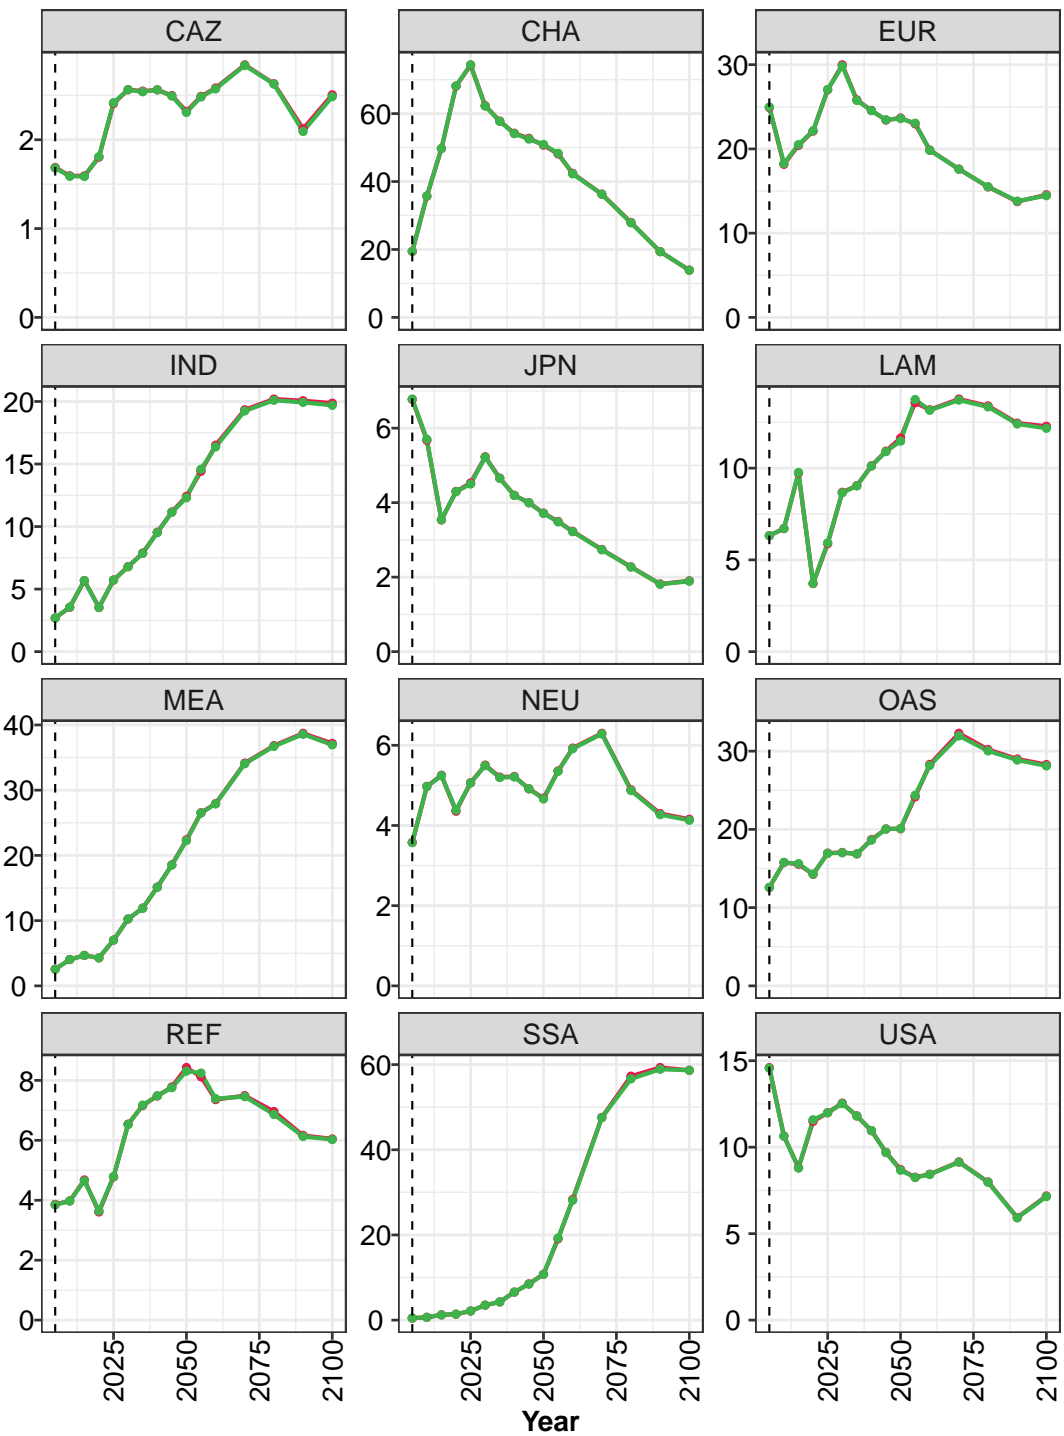 CAZ CHA EUR
2 60 30
1 40 20
0 20 10
0 0
IND JPN LAM
20 6 10
15 4 5
10 2 0
5 0
0
MEA NEU OAS
40 6 30
30 4 20
20 2 10
10 0 0
0
REF SSA USA
8 60 15
6 40 10
4 20 5
2 0 0
0
2025 2050 2075 2100 2025 2050 2075 2100 2025 2050 2075 2100
Year